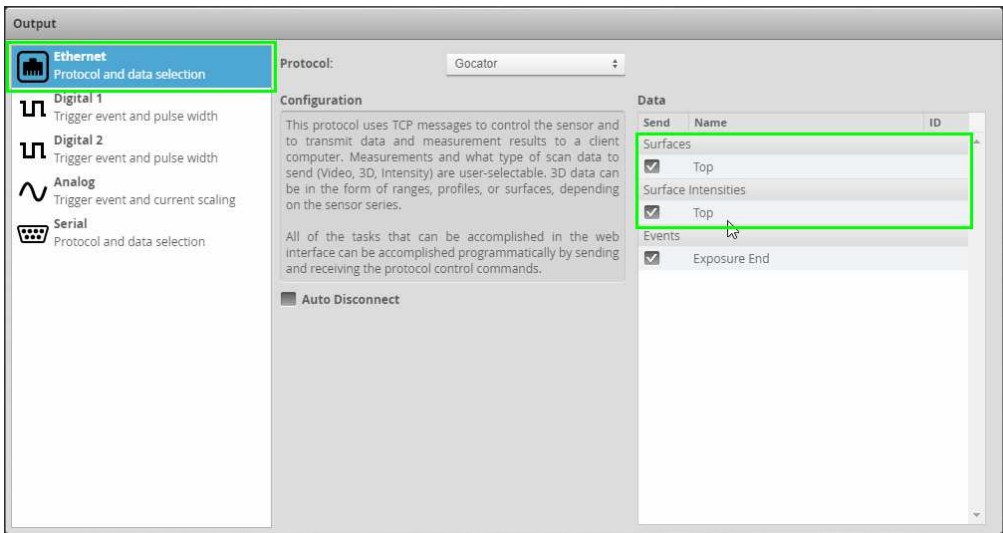 Output
Ethernet
Protocol and data selection
Digital 1
Trigger event and pulse width
Digital 2
Trigger event and pulse width
Analog
Trigger event and current scaling
Serial
Protocol and data selection
Protocol: Gocator
Configuration
This protocol uses TCP messages to control the sensor and
to transmit data and measurement results to a client
computer. Measurements and what type of scan data to
send (Video, 3D, Intensity) are user-selectable. 3D data can
be in the form of ranges, profiles, or surfaces, depending
on the sensor series.
All of the tasks that can be accomplished in the web
interface can be accomplished programmatically by sending
and receiving the protocol control commands.
Auto Disconnect
Data
Send Name ID
Surfaces
Top
Surface Intensities
Top
Events
Exposure End